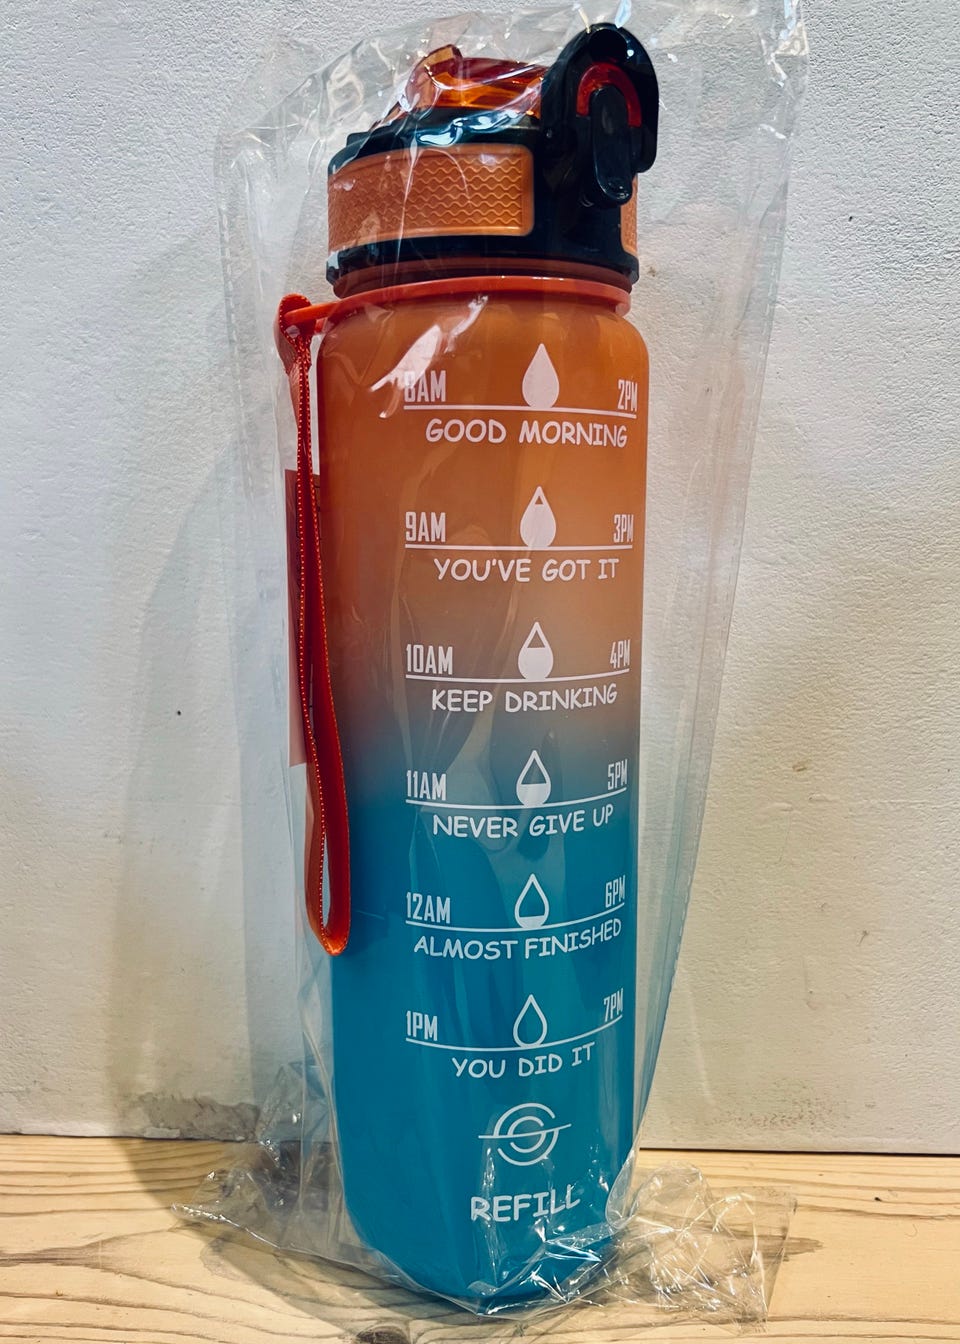 8AM 2PM
GOOD MORNING
9AM 3PM
YOU'VE GOT IT
10AM 4PM
KEEP DRINKING
11AM 5PM
NEVER GIVE UP
12AM 6PM
ALMOST FINISHED
1PM 7PM
YOU DID IT
REFILL